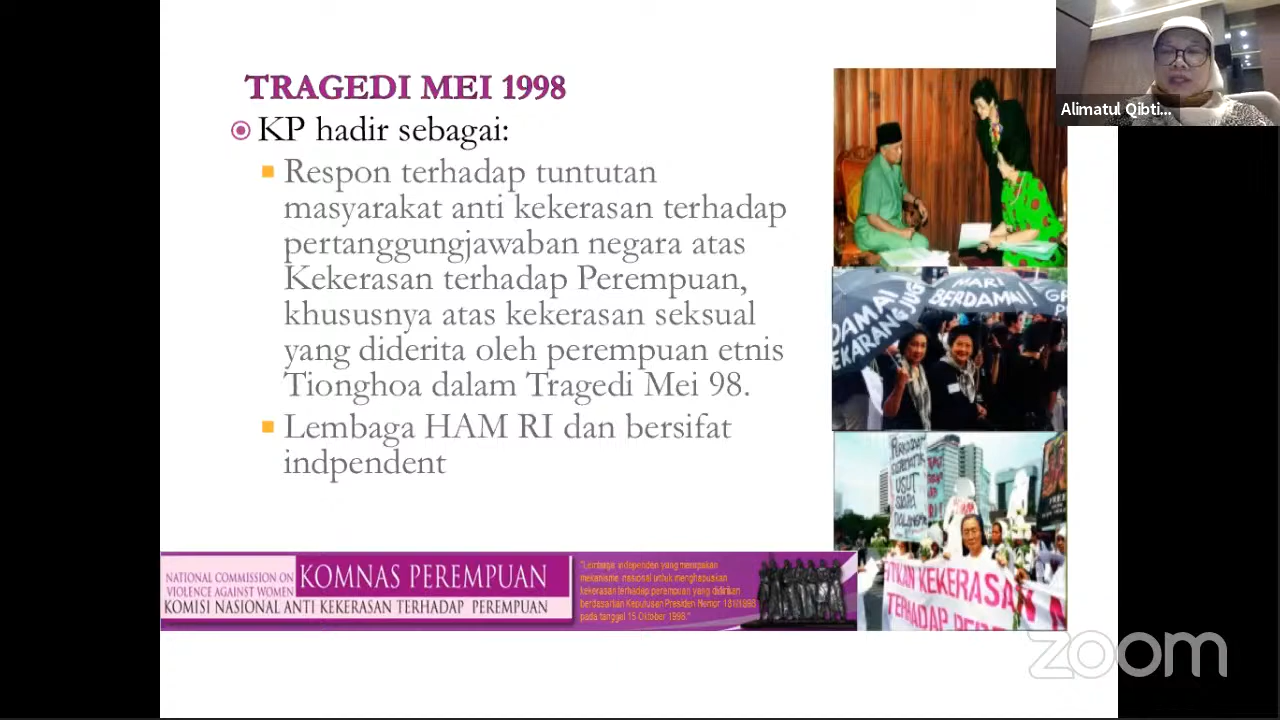 TRAGEDI MEI 1998
KP hadir sebagai:
Respon terhadap tuntutan
masyarakat anti kekerasan terhadap
pertanggungjawaban negara atas
Kekerasan terhadap Perempuan,
khususnya atas kekerasan seksual
yang diderita oleh perempuan etnis
Tionghoa dalam Tragedi Mei 98.
Lembaga HAM RI dan bersifat
indpendent
Alimatul Qibti...
MARI
BERDAMAI!
DAMAI
USUT
SIAPA
KEKERASAN
TERHADAP
NATIONAL COMMISSION ON
VIOLENCE AGAINST WOMEN
KOMNAS PEREMPUAN
KOMISI NASIONAL ANTI KEKERASAN TERHADAP PEREMPUAN
"Lembaga independen yang merupakan
mekanisme nasional untuk menghapuskan
kekerasan terhadap perempuan yang didirikan
berdasarkan Keputusan Presiden Nomor 181/1998
pada tanggal 15 Oktober 1998."
zoom